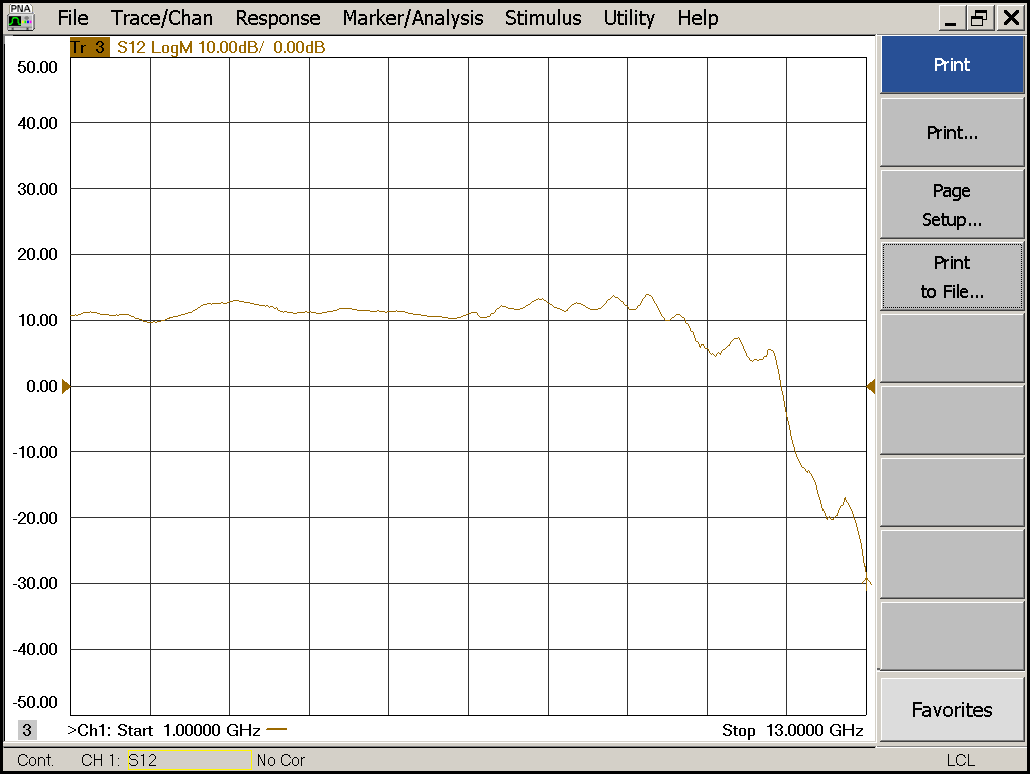 PNA
File Trace/Chan Response Marker/Analysis Stimulus Utility Help
Tr 3 S12 LogM 10.00dB/ 0.00dB
50.00
40.00
30.00
20.00
10.00
0.00
-10.00
-20.00
-30.00
-40.00
-50.00
3 >Ch1: Start 1.00000 GHz Stop 13.0000 GHz
Cont. CH 1: S12 No Cor LCL
Print
Print...
Page
Setup...
Print
to File...
Favorites